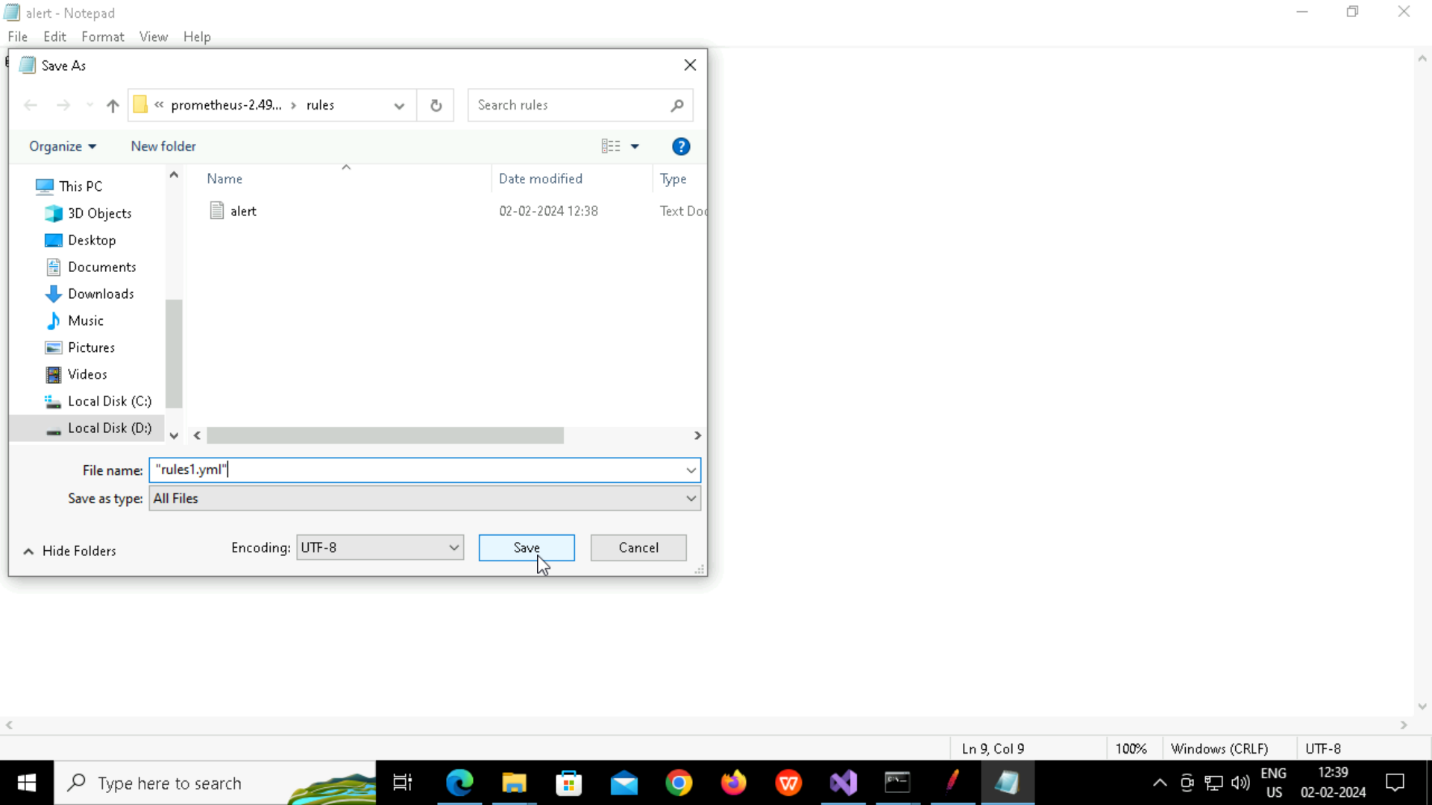 alert - Notepad
File Edit Format View Help
Save As
« prometheus-2.49... › rules
Search rules
Organize
New folder
Name
Date modified
Type
alert
02-02-2024 12:38
Text Doc
This PC
3D Objects
Desktop
Documents
Downloads
Music
Pictures
Videos
Local Disk (C:)
Local Disk (D:)
File name: "rules1.yml"
Save as type: All Files
Hide Folders
Encoding: UTF-8
Save
Cancel
Ln 9, Col 9
100%
Windows (CRLF)
UTF-8
Type here to search
ENG
US
12:39
02-02-2024